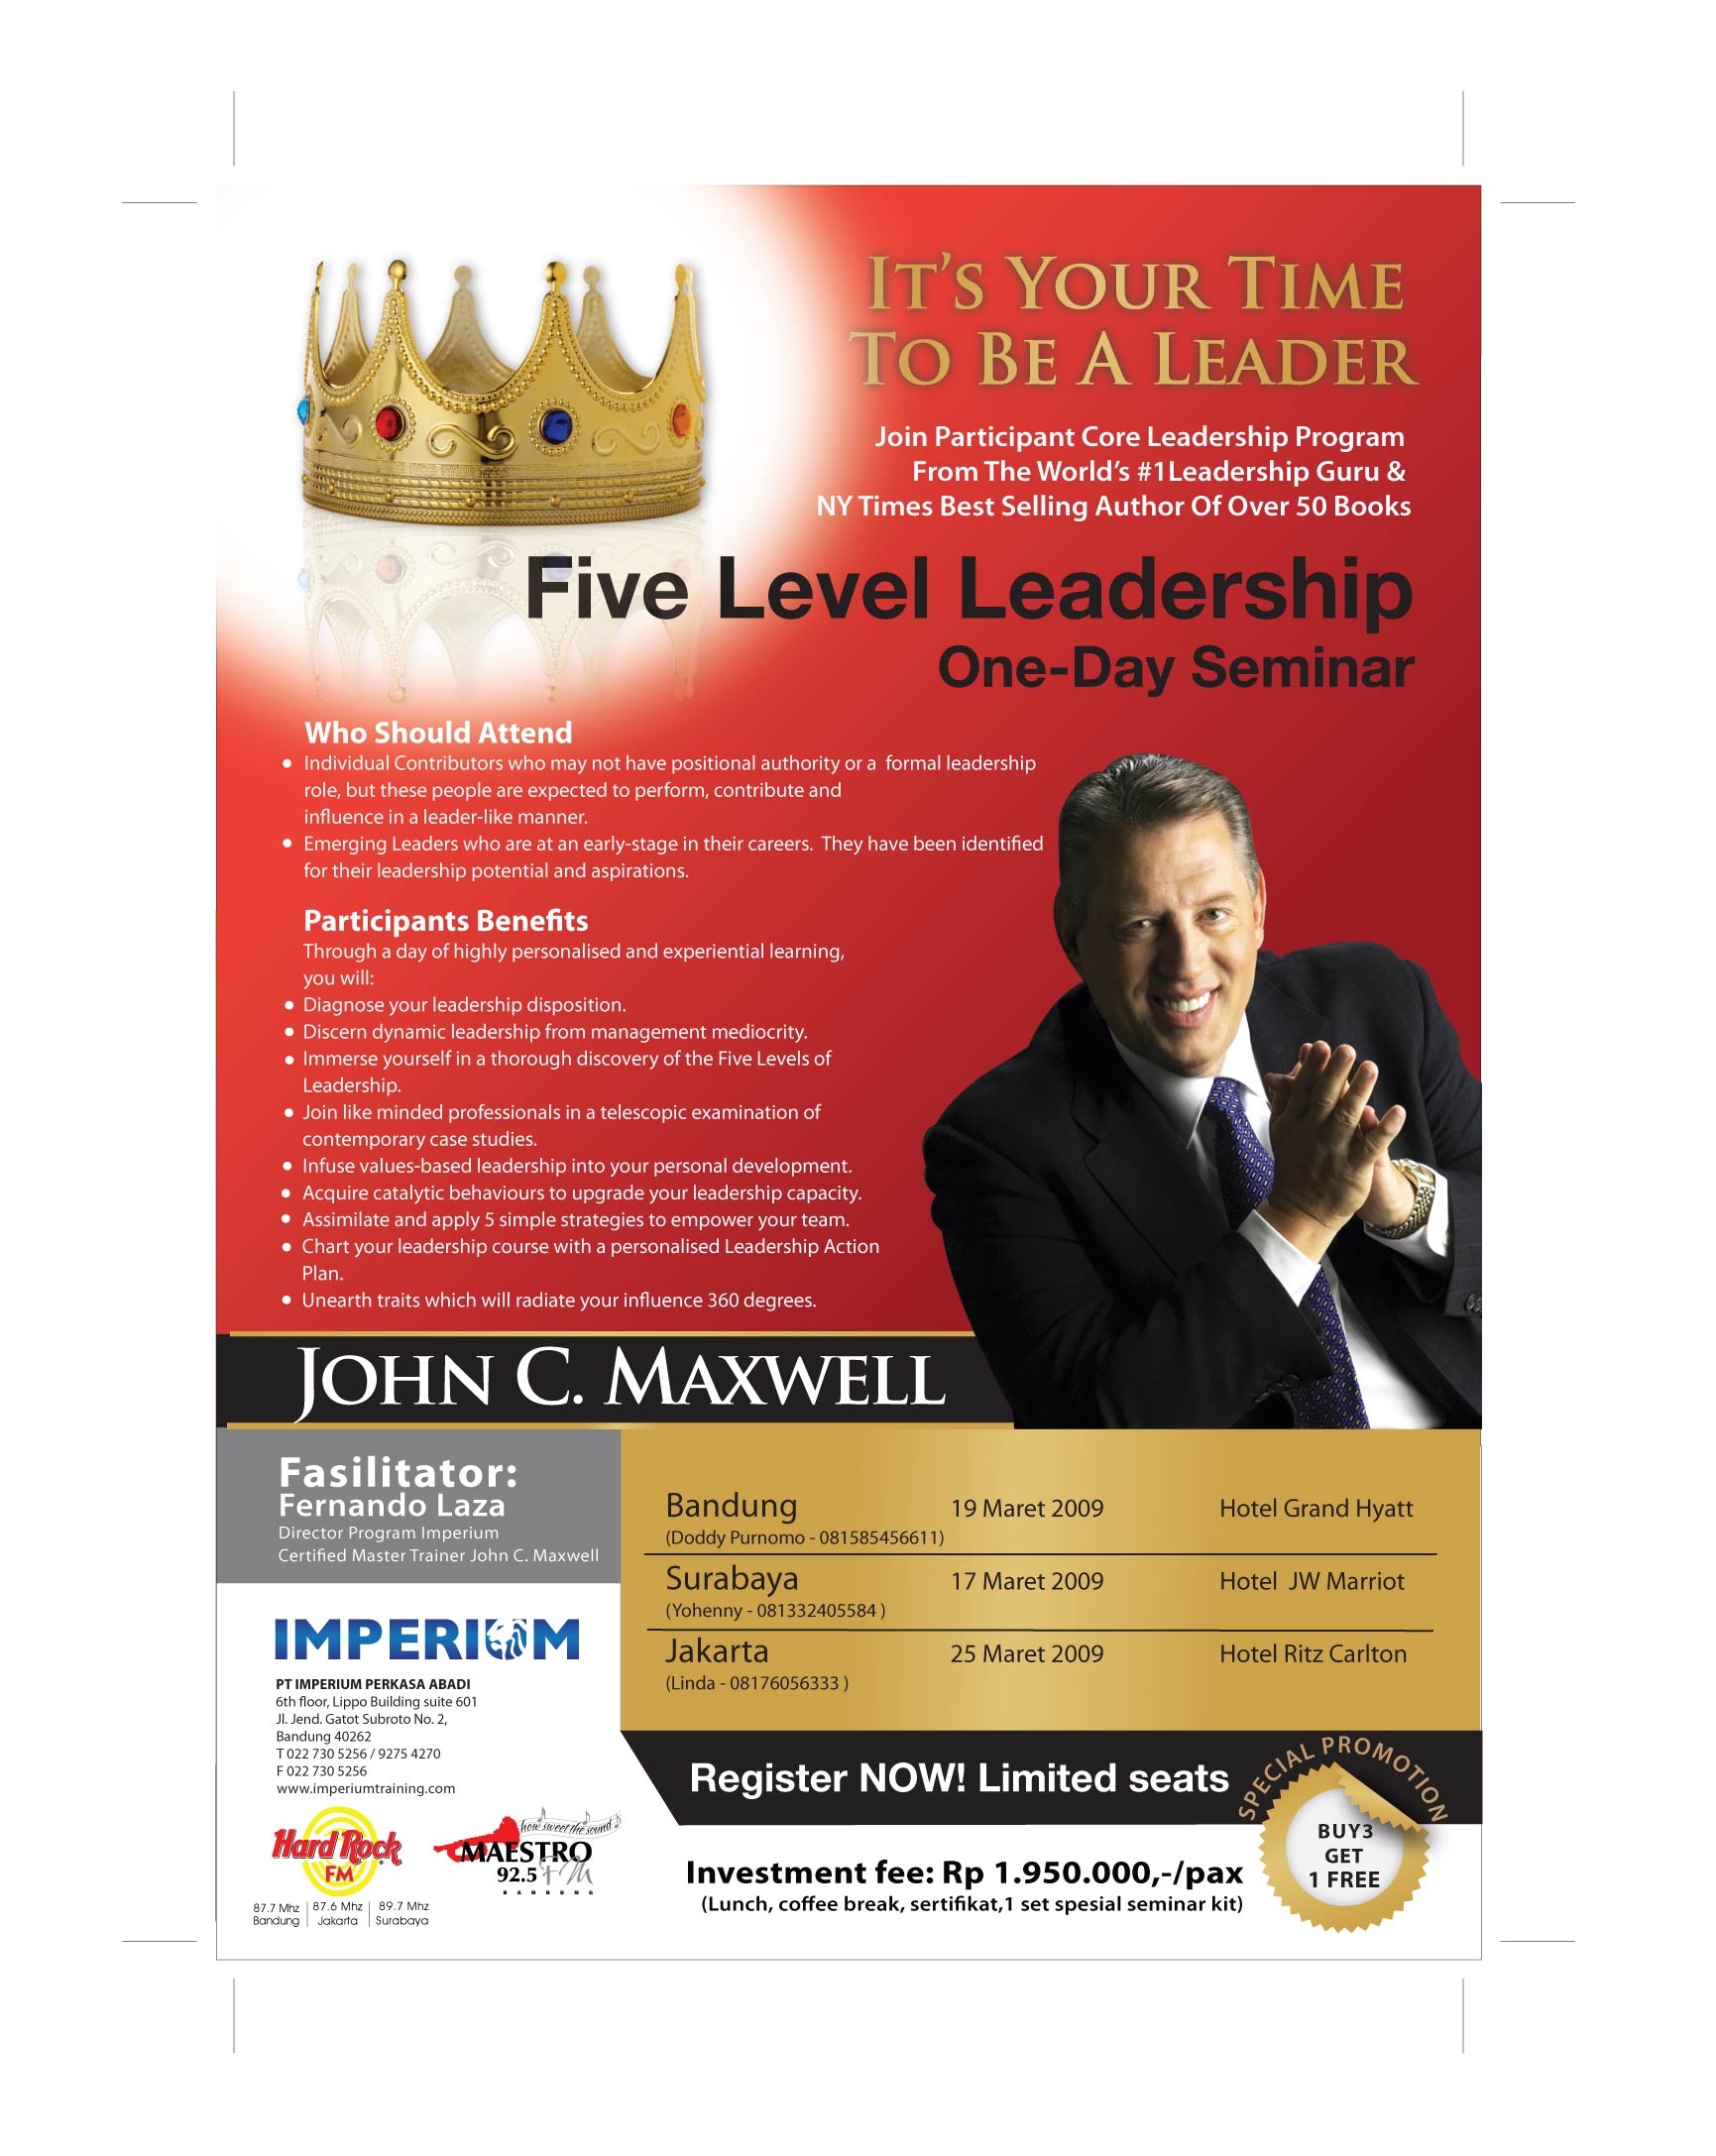 IT'S YOUR TIME
TO BE A LEADER
Join Participant Core Leadership Program
From The World's #1Leadership Guru &
NY Times Best Selling Author Of Over 50 Books
Five Level Leadership
One-Day Seminar
Who Should Attend
• Individual Contributors who may not have positional authority or a formal leadership
role, but these people are expected to perform, contribute and
influence in a leader-like manner.
• Emerging Leaders who are at an early-stage in their careers. They have been identified
for their leadership potential and aspirations.
Participants Benefits
Through a day of highly personalised and experiential learning,
you will:
• Diagnose your leadership disposition.
• Discern dynamic leadership from management mediocrity.
• Immerse yourself in a thorough discovery of the Five Levels of
Leadership.
• Join like minded professionals in a telescopic examination of
contemporary case studies.
• Infuse values-based leadership into your personal development.
• Acquire catalytic behaviours to upgrade your leadership capacity.
• Assimilate and apply 5 simple strategies to empower your team.
• Chart your leadership course with a personalised Leadership Action
Plan.
• Unearth traits which will radiate your influence 360 degrees.
JOHN C. MAXWELL
Fasilitator:
Fernando Laza
Director Program Imperium
Certified Master Trainer John C. Maxwell
Bandung 19 Maret 2009 Hotel Grand Hyatt
(Doddy Purnomo - 081585456611)
Surabaya 17 Maret 2009 Hotel JW Marriot
(Yohenny - 081332405584 )
Jakarta 25 Maret 2009 Hotel Ritz Carlton
(Linda - 08176056333 )
IMPERIUM
PT IMPERIUM PERKASA ABADI
6th floor, Lippo Building suite 601
Jl. Jend. Gatot Subroto No. 2,
Bandung 40262
T 022 730 5256 / 9275 4270
F 022 730 5256
www.imperiumtraining.com
Hard Rock
FM
87.7 Mhz 87.6 Mhz 89.7 Mhz
Bandung Jakarta Surabaya
how sweet the sound
MAESTRO
92.5 FM
BANDUNG
Register NOW! Limited seats
SPECIAL PROMOTION
BUY3
GET
1 FREE
Investment fee: Rp 1.950.000,-/pax
(Lunch, coffee break, sertifikat,1 set spesial seminar kit)